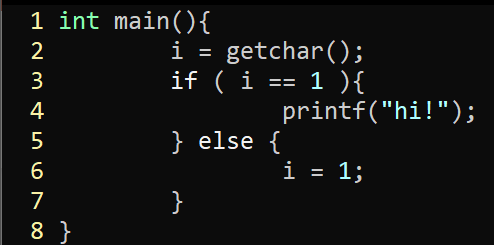 1 int main(){
2         i = getchar();
3         if ( i == 1 ){
4                 printf("hi!");
5         } else {
6                 i = 1;
7         }
8 }